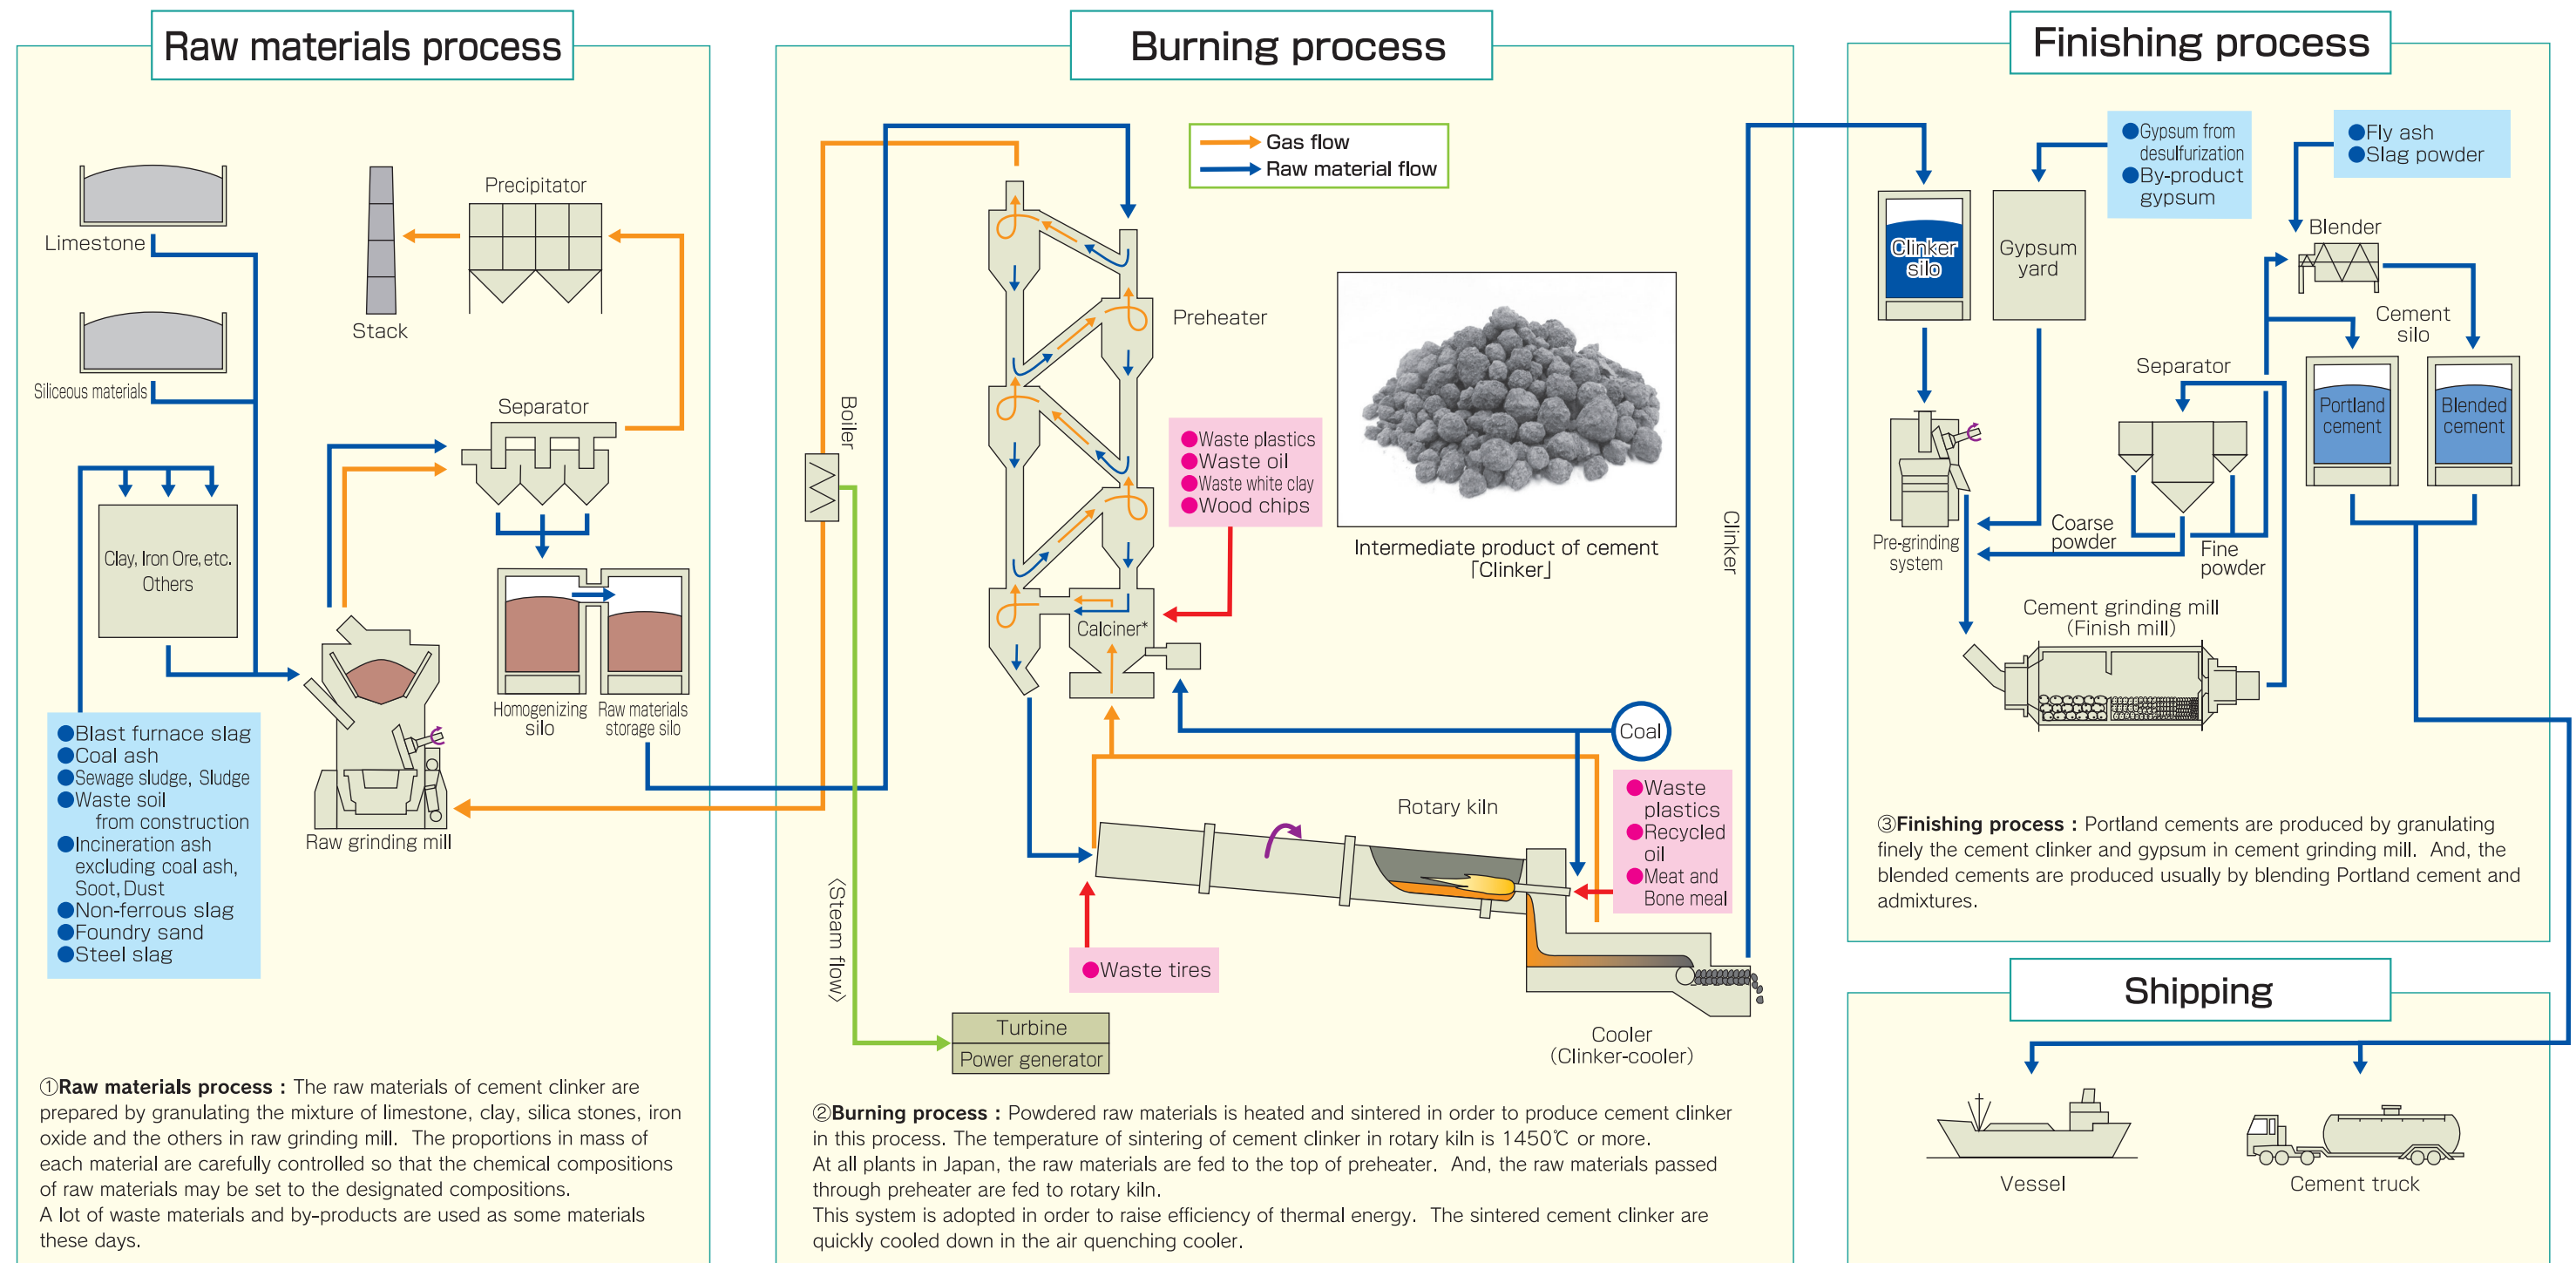 Raw materials process
Limestone
Siliceous materials
Clay, Iron Ore, etc.
Others
●Blast furnace slag
●Coal ash
●Sewage sludge, Sludge
●Waste soil
from construction
●Incineration ash
excluding coal ash,
Soot, Dust
●Non-ferrous slag
●Foundry sand
●Steel slag
Stack
Precipitator
Separator
Homogenizing
silo
Raw materials
storage silo
Raw grinding mill
①Raw materials process : The raw materials of cement clinker are
prepared by granulating the mixture of limestone, clay, silica stones, iron
oxide and the others in raw grinding mill. The proportions in mass of
each material are carefully controlled so that the chemical compositions
of raw materials may be set to the designated compositions.
A lot of waste materials and by-products are used as some materials
these days.
Burning process
Gas flow
Raw material flow
Preheater
Boiler
●Waste plastics
●Waste oil
●Waste white clay
●Wood chips
Intermediate product of cement
「Clinker」
Clinker
Calciner*
Coal
Rotary kiln
●Waste
plastics
●Recycled
oil
●Meat and
Bone meal
●Waste tires
〈Steam flow〉
Turbine
Power generator
Cooler
(Clinker-cooler)
②Burning process : Powdered raw materials is heated and sintered in order to produce cement clinker
in this process. The temperature of sintering of cement clinker in rotary kiln is 1450℃ or more.
At all plants in Japan, the raw materials are fed to the top of preheater. And, the raw materials passed
through preheater are fed to rotary kiln.
This system is adopted in order to raise efficiency of thermal energy. The sintered cement clinker are
quickly cooled down in the air quenching cooler.
Finishing process
●Gypsum from
desulfurization
●By-product
gypsum
●Fly ash
●Slag powder
Clinker
silo
Gypsum
yard
Blender
Cement
silo
Separator
Portland
cement
Blended
cement
Pre-grinding
system
Coarse
powder
Fine
powder
Cement grinding mill
(Finish mill)
③Finishing process : Portland cements are produced by granulating
finely the cement clinker and gypsum in cement grinding mill. And, the
blended cements are produced usually by blending Portland cement and
admixtures.
Shipping
Vessel
Cement truck